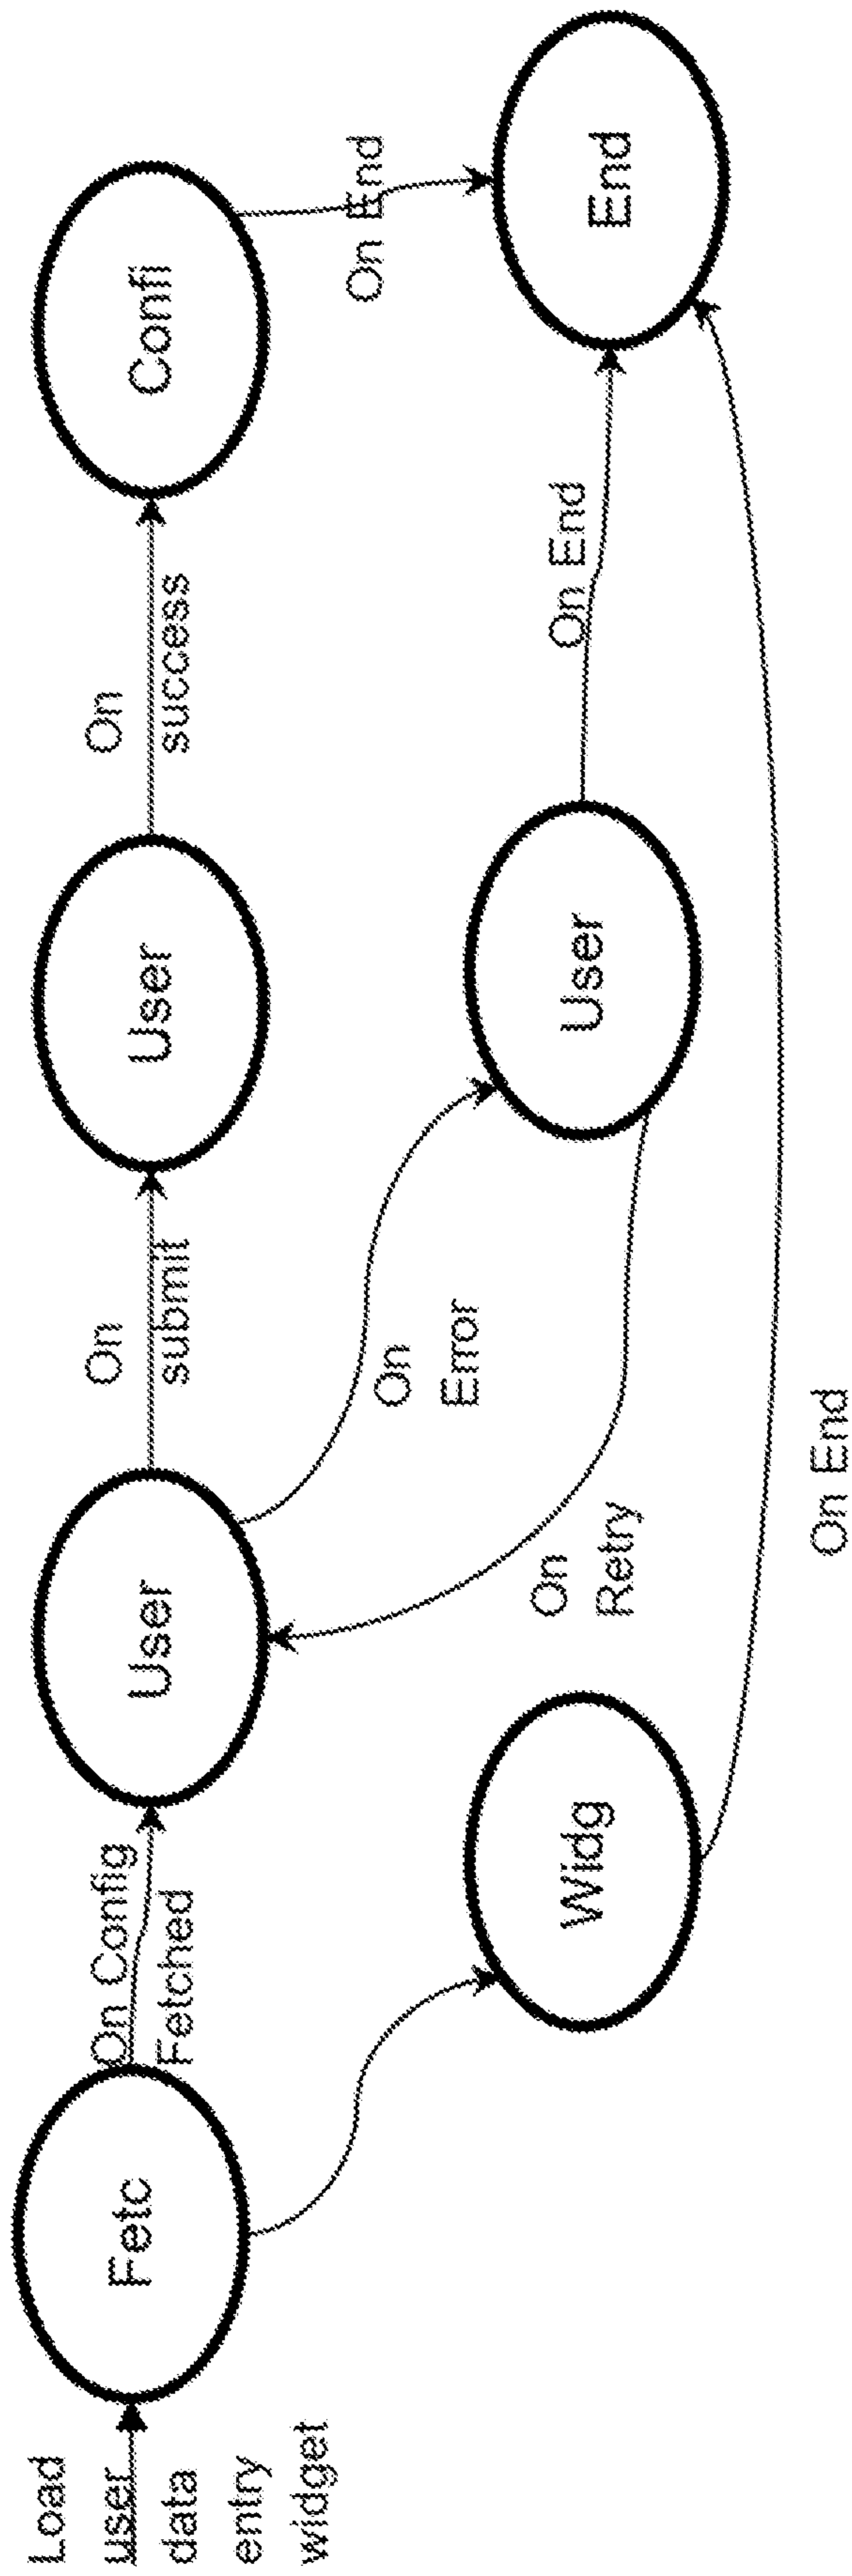 Load
user
data
entry
widget
Fetc
On Config
Fetched
User
On
submit
User
On
success
Confi
On End
Widg
On
Retry
On
Error
User
On End
End
On End